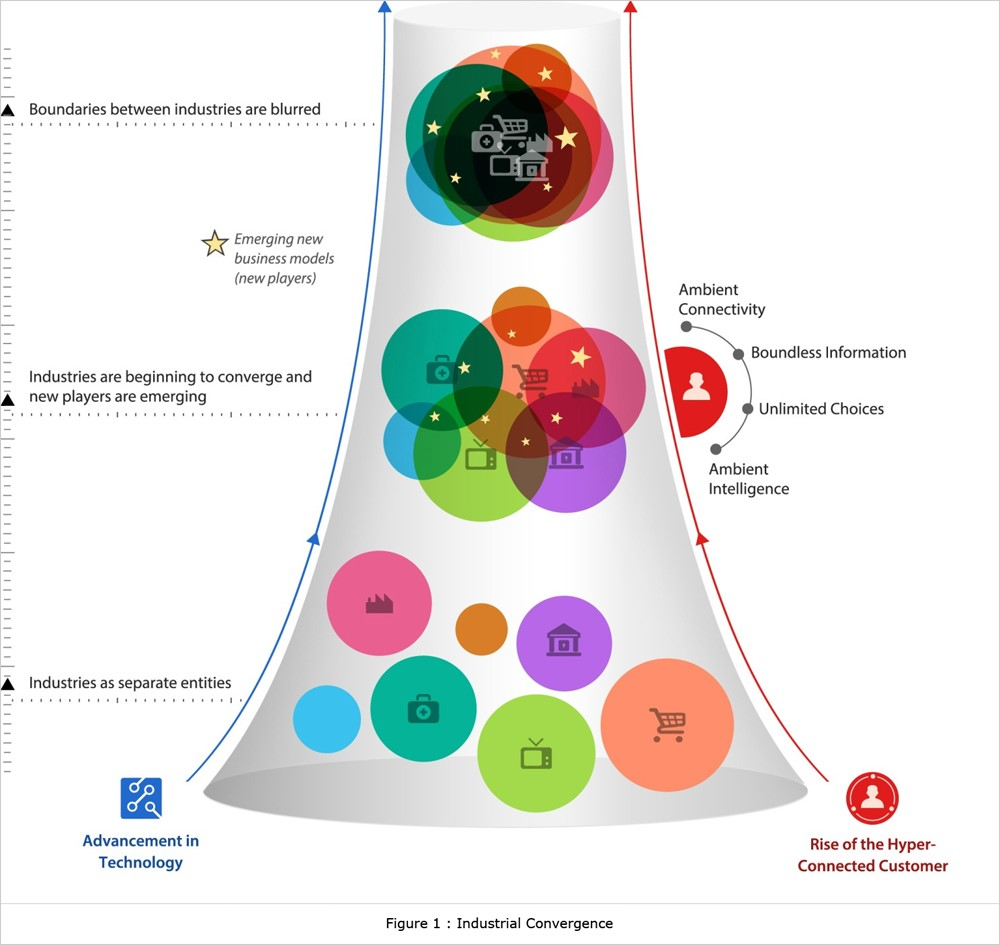 Boundaries between industries are blurred
Emerging new
business models
(new players)
Ambient
Connectivity
Boundless Information
Industries are beginning to converge and
new players are emerging
Unlimited Choices
Ambient
Intelligence
Industries as separate entities
Advancement in
Technology
Rise of the Hyper-
Connected Customer
Figure 1 : Industrial Convergence